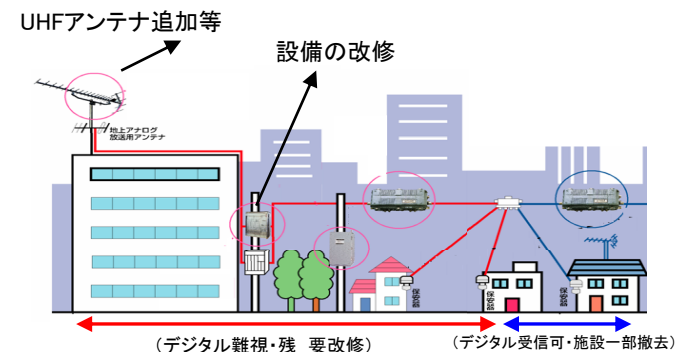 UHFアンテナ追加等
設備の改修
地上アナログ
放送用アンテナ
保安器
保安器
保安器
(デジタル難視・残 要改修)
(デジタル受信可・施設一部撤去)